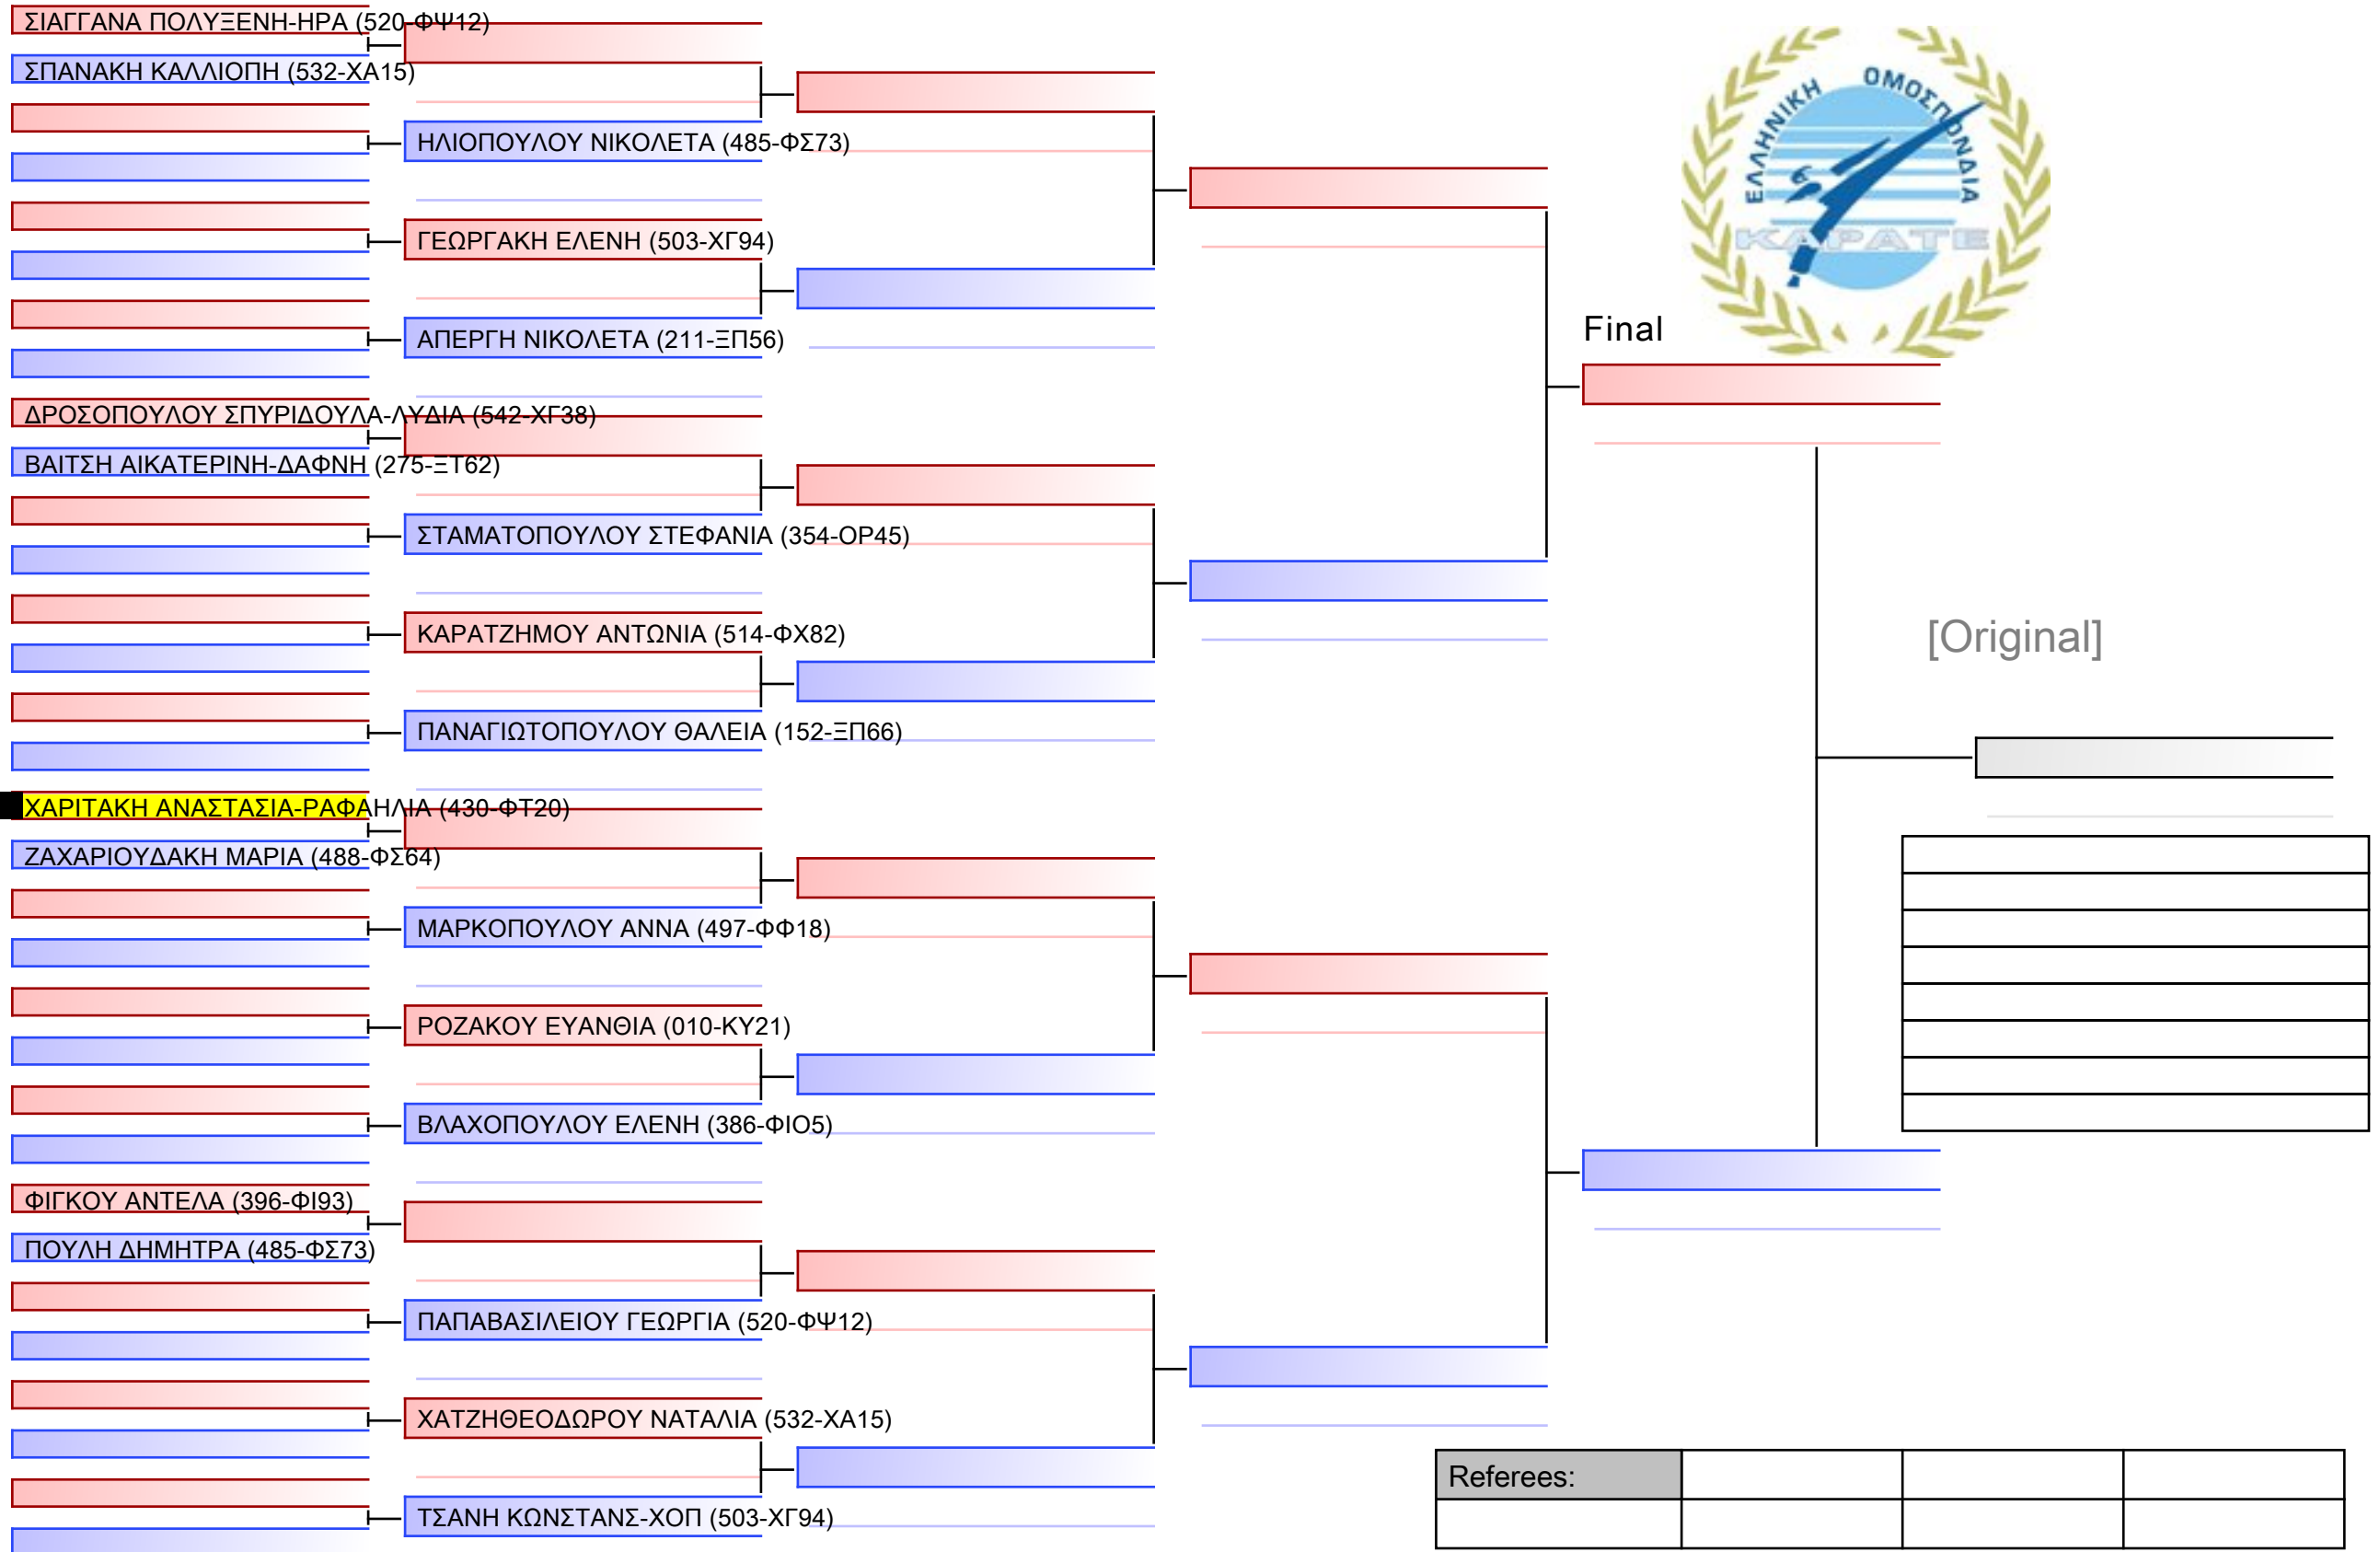 ΣΙΑΓΓΑΝΑ ΠΟΛΥΞΕΝΗ-ΗΡΑ (520-ΦΨ12)
ΣΠΑΝΑΚΗ ΚΑΛΛΙΟΠΗ (532-ΧΑ15)
ΗΛΙΟΠΟΥΛΟΥ ΝΙΚΟΛΕΤΑ (485-ΦΣ73)
ΓΕΩΡΓΑΚΗ ΕΛΕΝΗ (503-ΧΓ94)
ΑΠΕΡΓΗ ΝΙΚΟΛΕΤΑ (211-ΞΠ56)
ΔΡΟΣΟΠΟΥΛΟΥ ΣΠΥΡΙΔΟΥΛΑ-ΛΥΔΙΑ (542-ΧΓ38)
ΒΑΙΤΣΗ ΑΙΚΑΤΕΡΙΝΗ-ΔΑΦΝΗ (275-ΞΤ62)
ΣΤΑΜΑΤΟΠΟΥΛΟΥ ΣΤΕΦΑΝΙΑ (354-ΟΡ45)
ΚΑΡΑΤΖΗΜΟΥ ΑΝΤΩΝΙΑ (514-ΦΧ82)
ΠΑΝΑΓΙΩΤΟΠΟΥΛΟΥ ΘΑΛΕΙΑ (152-ΞΠ66)
ΧΑΡΙΤΑΚΗ ΑΝΑΣΤΑΣΙΑ-ΡΑΦΑΗΛΙΑ (430-ΦΤ20)
ΖΑΧΑΡΙΟΥΔΑΚΗ ΜΑΡΙΑ (488-ΦΣ64)
ΜΑΡΚΟΠΟΥΛΟΥ ΑΝΝΑ (497-ΦΦ18)
ΡΟΖΑΚΟΥ ΕΥΑΝΘΙΑ (010-ΚΥ21)
ΒΛΑΧΟΠΟΥΛΟΥ ΕΛΕΝΗ (386-ΦΙΟ5)
ΦΙΓΚΟΥ ΑΝΤΕΛΑ (396-ΦΙ93)
ΠΟΥΛΗ ΔΗΜΗΤΡΑ (485-ΦΣ73)
ΠΑΠΑΒΑΣΙΛΕΙΟΥ ΓΕΩΡΓΙΑ (520-ΦΨ12)
ΧΑΤΖΗΘΕΟΔΩΡΟΥ ΝΑΤΑΛΙΑ (532-ΧΑ15)
ΤΣΑΝΗ ΚΩΝΣΤΑΝΣ-ΧΟΠ (503-ΧΓ94)
ΕΛΛΗΝΙΚΗ ΟΜΟΣΠΟΝΔΙΑ
ΚΑΡΑΤΕ
Final
[Original]
Referees: